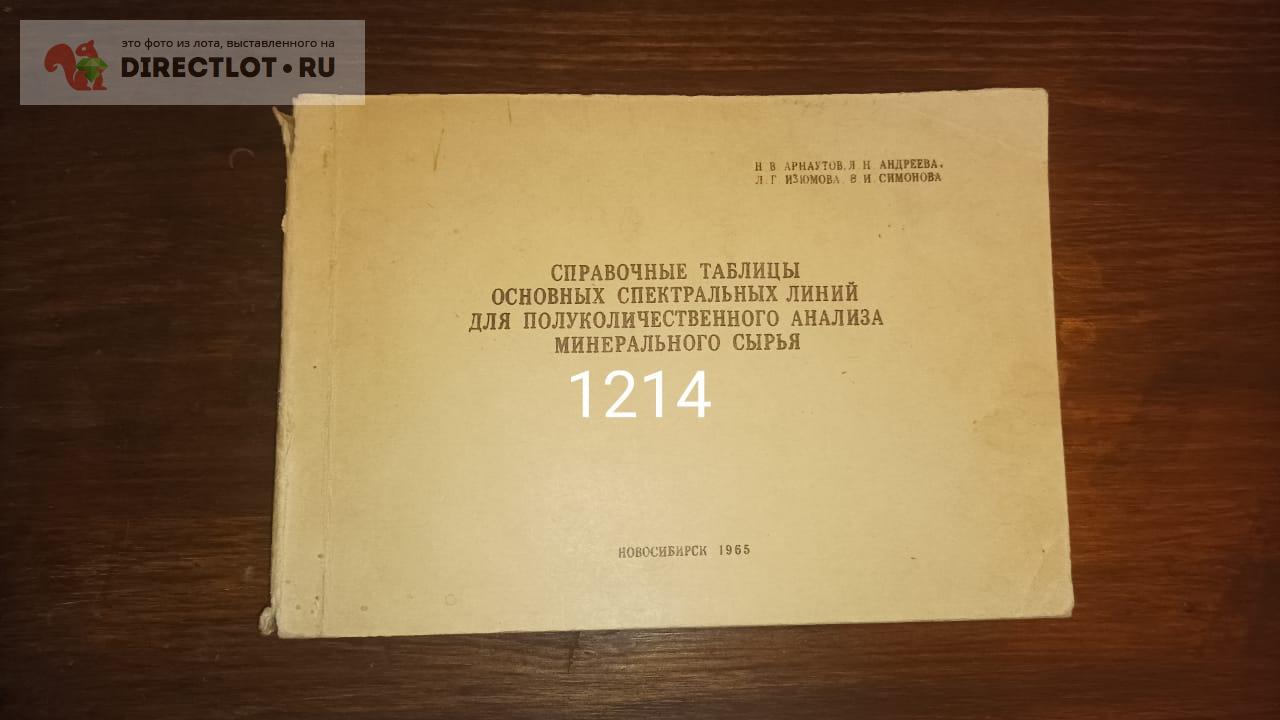 это фото из лота, выставленного на
DIRECTLOT•RU
Н В. АРНАУТОВ, Л Н. АНДРЕЕВА,
Л. Г. ИЗЮМОВА, В И. СИМОНОВА
СПРАВОЧНЫЕ ТАБЛИЦЫ
ОСНОВНЫХ СПЕКТРАЛЬНЫХ ЛИНИЙ
ДЛЯ ПОЛУКОЛИЧЕСТВЕННОГО АНАЛИЗА
МИНЕРАЛЬНОГО СЫРЬЯ
1214
НОВОСИБИРСК 1965